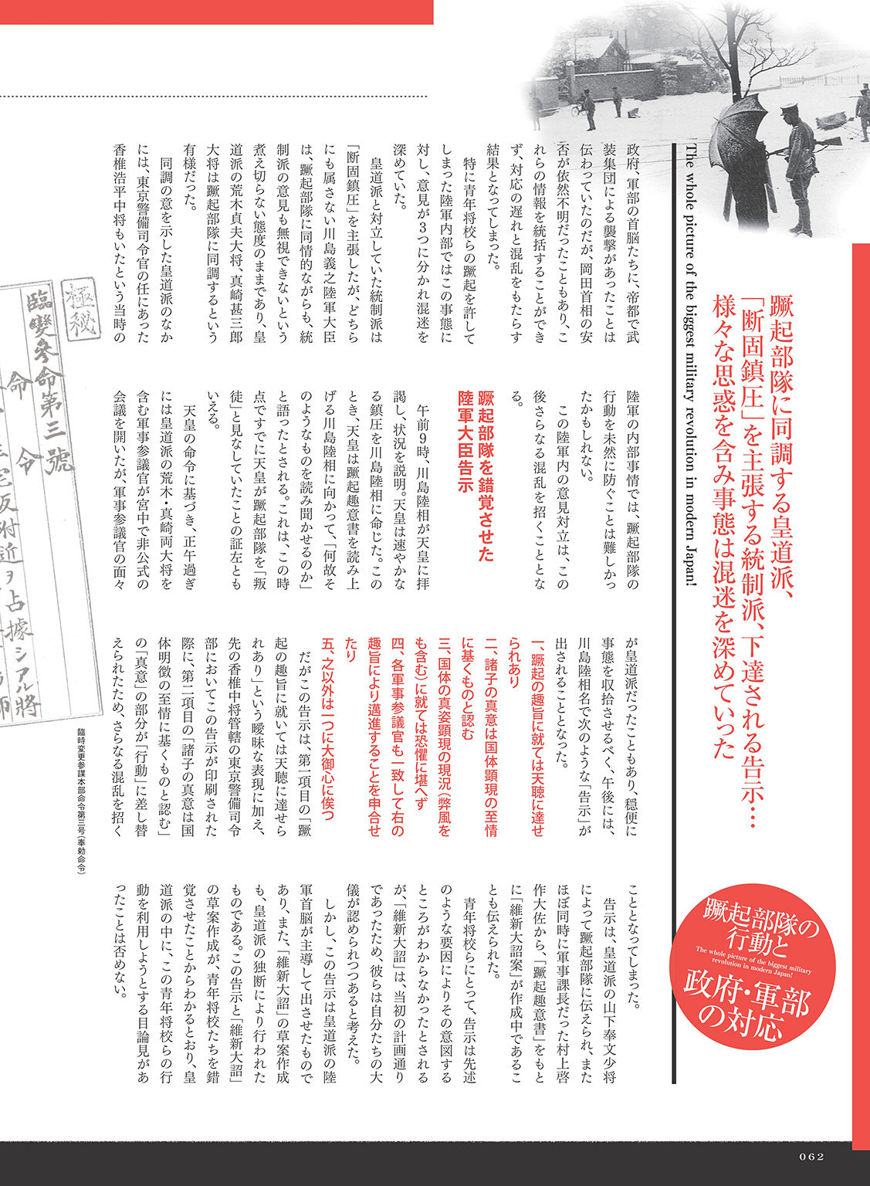 蹶起部隊に同調する皇道派、
「断固鎮圧」を主張する統制派、下達される告示…
様々な思惑を含み事態は混迷を深めていった
The whole picture of the biggest military revolution in modern Japan!
蹶起部隊の
行動と
The whole picture of the biggest military
revolution in modern Japan!
政府・軍部
の対応
政府、軍部の首脳たちに、帝都で武
装集団による襲撃があったことは
伝わっていたのだが、岡田首相の安
否が依然不明だったこともあり、こ
れらの情報を統括することができ
ず、対応の遅れと混乱をもたらす
結果となってしまった。
特に青年将校らの蹶起を許して
しまった陸軍内部ではこの事態に
対し、意見が3つに分かれ混迷を
深めていた。
皇道派と対立していた統制派は
「断固鎮圧」を主張したが、どちら
にも属さない川島義之陸軍大臣
は、蹶起部隊に同情的ながらも、統
制派の意見も無視できないという
煮え切らない態度のままであり、皇
道派の荒木貞夫大将、真崎甚三郎
大将は蹶起部隊に同調するという
有様だった。
同調の意を示した皇道派のなか
には、東京警備司令官の任にあった
香椎浩平中将もいたという当時の
陸軍の内部事情では、蹶起部隊の
行動を未然に防ぐことは難しかっ
たかもしれない。
この陸軍内の意見対立は、この
後さらなる混乱を招くこととな
る。
蹶起部隊を錯覚させた
陸軍大臣告示
午前9時、川島陸相が天皇に拝
謁し、状況を説明。天皇は速やかな
る鎮圧を川島陸相に命じた。この
とき、天皇は蹶起趣意書を読み上
げる川島陸相に向かって、「何故そ
のようなものを読み聞かせるのか」
と語ったとされる。これは、この時
点ですでに天皇が蹶起部隊を「叛
徒」と見なしていたことの証左とも
いえる。
天皇の命令に基づき、正午過ぎ
には皇道派の荒木・真崎両大将を
含む軍事参議官が宮中で非公式の
会議を開いたが、軍事参議官の面々
が皇道派だったこともあり、穏便に
事態を収拾させるべく、午後には、
川島陸相名で次のような「告示」が
出されることとなった。
一、蹶起の趣旨に就ては天聴に達せ
られあり
二、諸子の真意は国体顕現の至情
に基くものと認む
三、国体の真姿顕現の現況(弊風を
も含む)に就ては恐懼に堪へず
四、各軍事参議官も一致して右の
趣旨により邁進することを申合せ
たり
五、之以外は一つに大御心に俟つ
だがこの告示は、第一項目の「蹶
起の趣旨に就いては天聴に達せら
れあり」という曖昧な表現に加え、
先の香椎中将管轄の東京警備司令
部においてこの告示が印刷された
際に、第二項目の「諸子の真意は国
体明徴の至情に基くものと認む」
の「真意」の部分が「行動」に差し替
えられたため、さらなる混乱を招く
こととなってしまった。
告示は、皇道派の山下奉文少将
によって蹶起部隊に伝えられ、また
ほぼ同時に軍事課長だった村上啓
作大佐から、「蹶起趣意書」をもと
に「維新大詔案」が作成中であるこ
とも伝えられた。
青年将校らにとって、告示は先述
のような要因によりその意図する
ところがわからなかったとされる
が、「維新大詔」は、当初の計画通り
であったため、彼らは自分たちの大
儀が認められつつあると考えた。
しかし、この告示は皇道派の陸
軍首脳が主導して出させたもので
あり、また、「維新大詔」の草案作成
も、皇道派の独断により行われた
ものである。この告示と「維新大詔」
の草案作成が、青年将校たちを錯
覚させたことからわかるとおり、皇
道派の中に、この青年将校らの行
動を利用しようとする目論見があ
ったことは否めない。
極秘
臨變參命第三號
命令
宅坂附近ヲ占據シアル將
臨時変更参謀本部命令第三号(奉勅命令)
062